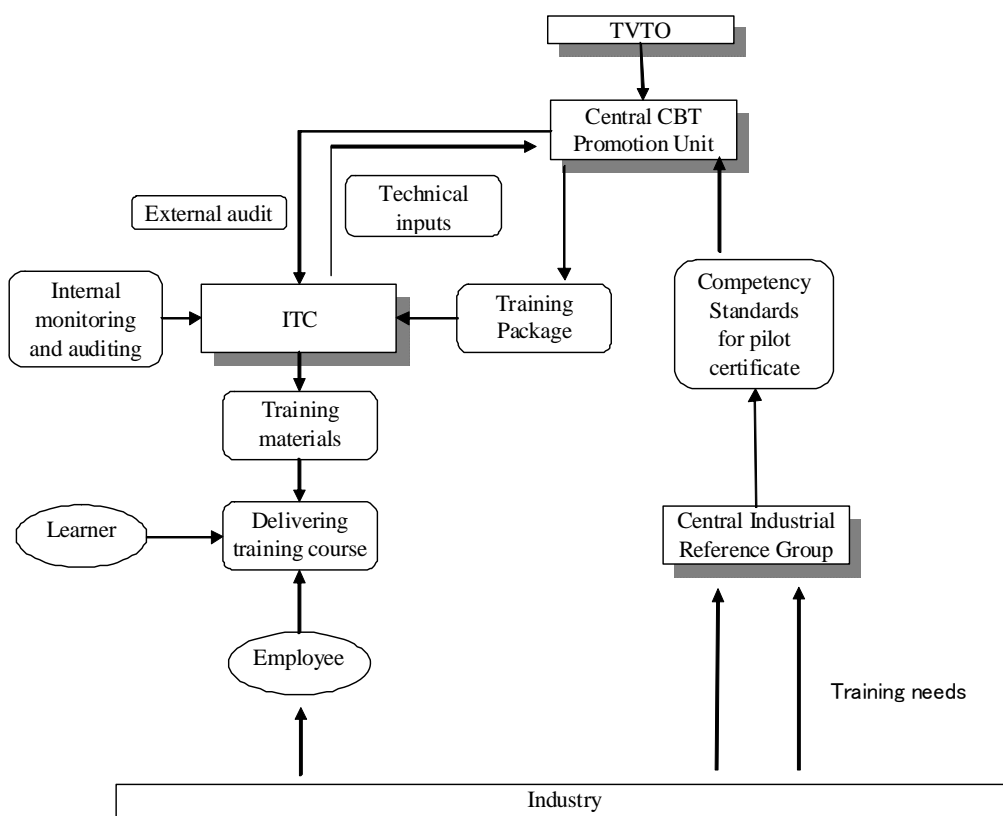 TVTO
Central CBT
Promotion Unit
External audit
Technical
inputs
Internal
monitoring
and auditing
ITC
Training
Package
Competency
Standards
for pilot
certificate
Training
materials
Learner
Delivering
training course
Central Industrial
Reference Group
Employee
Training needs
Industry